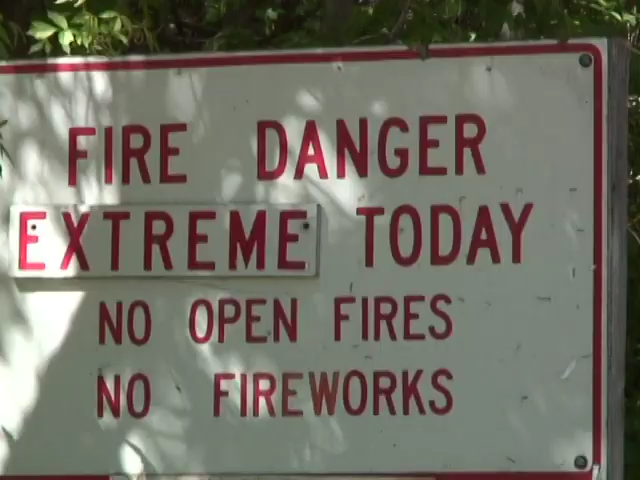 FIRE DANGER
EXTREME TODAY
NO OPEN FIRES
NO FIREWORKS